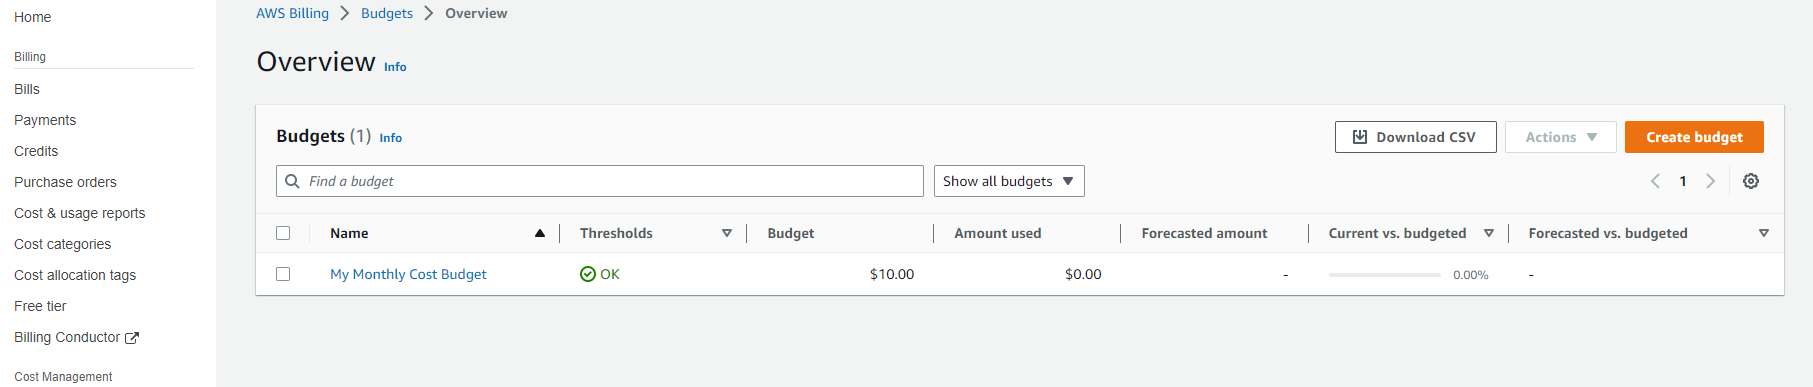 Home
Billing
Bills
Payments
Credits
Purchase orders
Cost & usage reports
Cost categories
Cost allocation tags
Free tier
Billing Conductor
Cost Management
AWS Billing > Budgets > Overview
Overview Info
Budgets (1) Info
Download CSV Actions Create budget
Find a budget Show all budgets 1
Name Thresholds Budget Amount used Forecasted amount Current vs. budgeted Forecasted vs. budgeted
My Monthly Cost Budget OK $10.00 $0.00 - 0.00% -